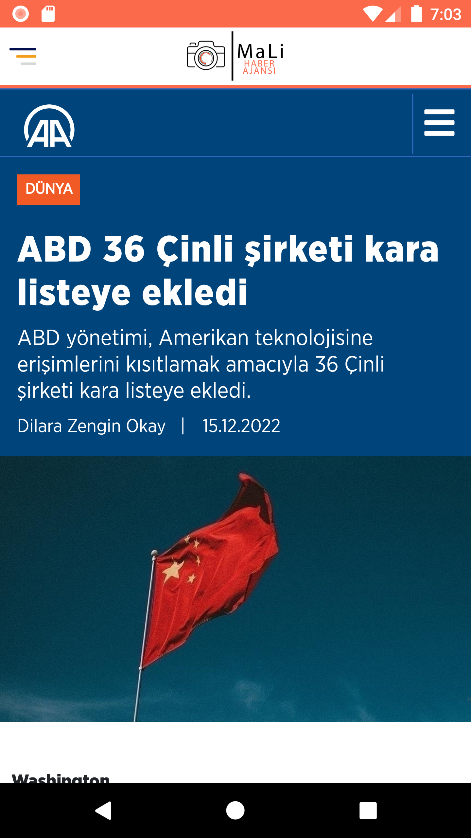 7:03
MaLi
HABER
AJANSI
AA
DÜNYA
ABD 36 Çinli şirketi kara
listeye ekledi
ABD yönetimi, Amerikan teknolojisine
erişimlerini kısıtlamak amacıyla 36 Çinli
şirketi kara listeye ekledi.
Dilara Zengin Okay | 15.12.2022
Washington